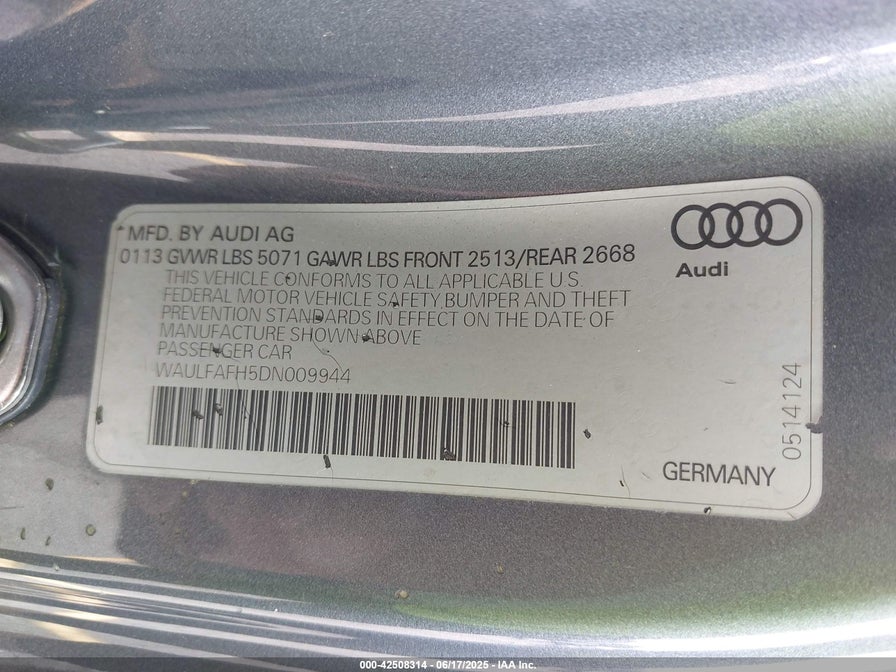 MFD. BY AUDI AG
0113 GVWR LBS 5071 GAWR LBS FRONT 2513/REAR 2668
THIS VEHICLE CONFORMS TO ALL APPLICABLE U.S.
FEDERAL MOTOR VEHICLE SAFETY BUMPER AND THEFT
PREVENTION STANDARDS IN EFFECT ON THE DATE OF
MANUFACTURE SHOWN ABOVE
PASSENGER CAR
WAULFAFH5DN009944
Audi
0514124
GERMANY
000-42508314 - 06/17/2025 - IAA Inc.